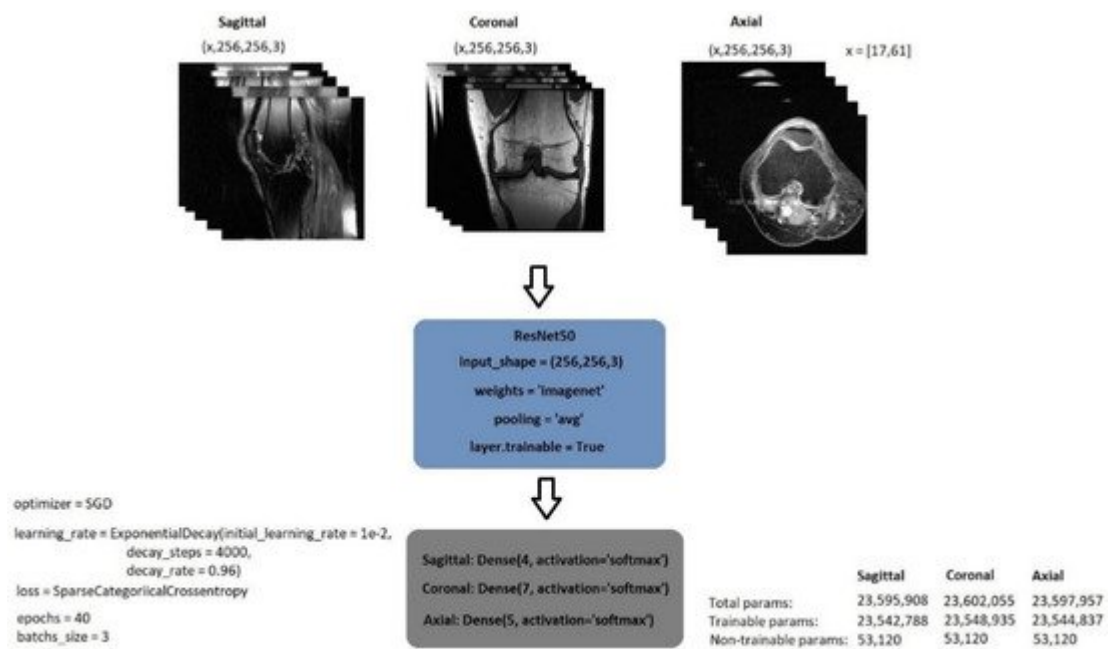 Sagittal Coronal Axial
(x,256,256,3) (x,256,256,3) (x,256,256,3) x = [17,61]
ResNet50
input_shape = (256,256,3)
weights = 'imagenet'
pooling = 'avg'
layer.trainable = True
optimizer = SGD
learning_rate = ExponentialDecay(initial_learning_rate = 1e-2,
decay_steps = 4000,
decay_rate = 0.96)
loss = SparseCategoriicalCrossentropy
epochs = 40
batchs_size = 3
Sagittal: Dense(4, activation='softmax')
Coronal: Dense(7, activation='softmax')
Axial: Dense(5, activation='softmax')
Sagittal Coronal Axial
Total params: 23,595,908 23,602,055 23,597,957
Trainable params: 23,542,788 23,548,935 23,544,837
Non-trainable params: 53,120 53,120 53,120